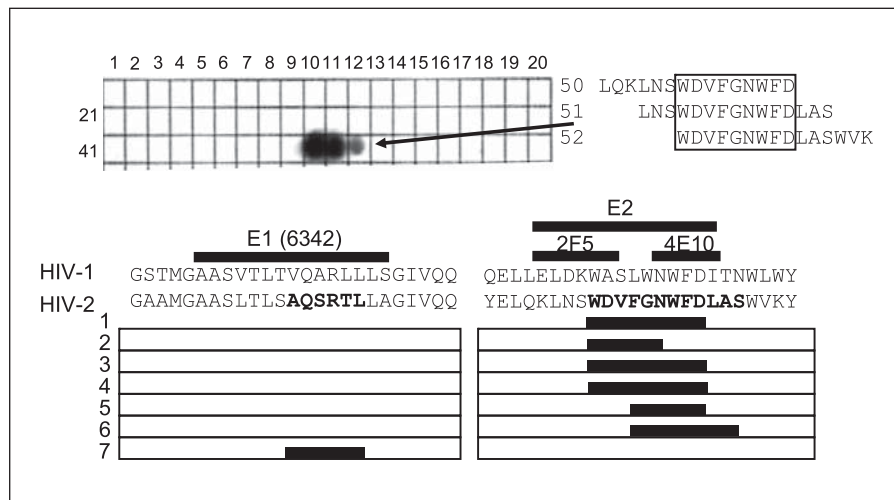 1 2 3 4 5 6 7 8 9 10 11 12 13 14 15 16 17 18 19 20
21
41
50 LQKLNSWDVFGNWFD
51 LNSWDVFGNWFDLAS
52 WDVFGNWFDLASWVK
E1 (6342)
E2
2F5 4E10
HIV-1 GSTMGAASVTLTVQARLLLSGIVQQ QELLELDKWASLWNWFDITNWLWY
HIV-2 GAAMGAASLTLSAQSRTLLAGIVQQ YELQKLNSWDVFGNWFDLASWVKY
1
2
3
4
5
6
7